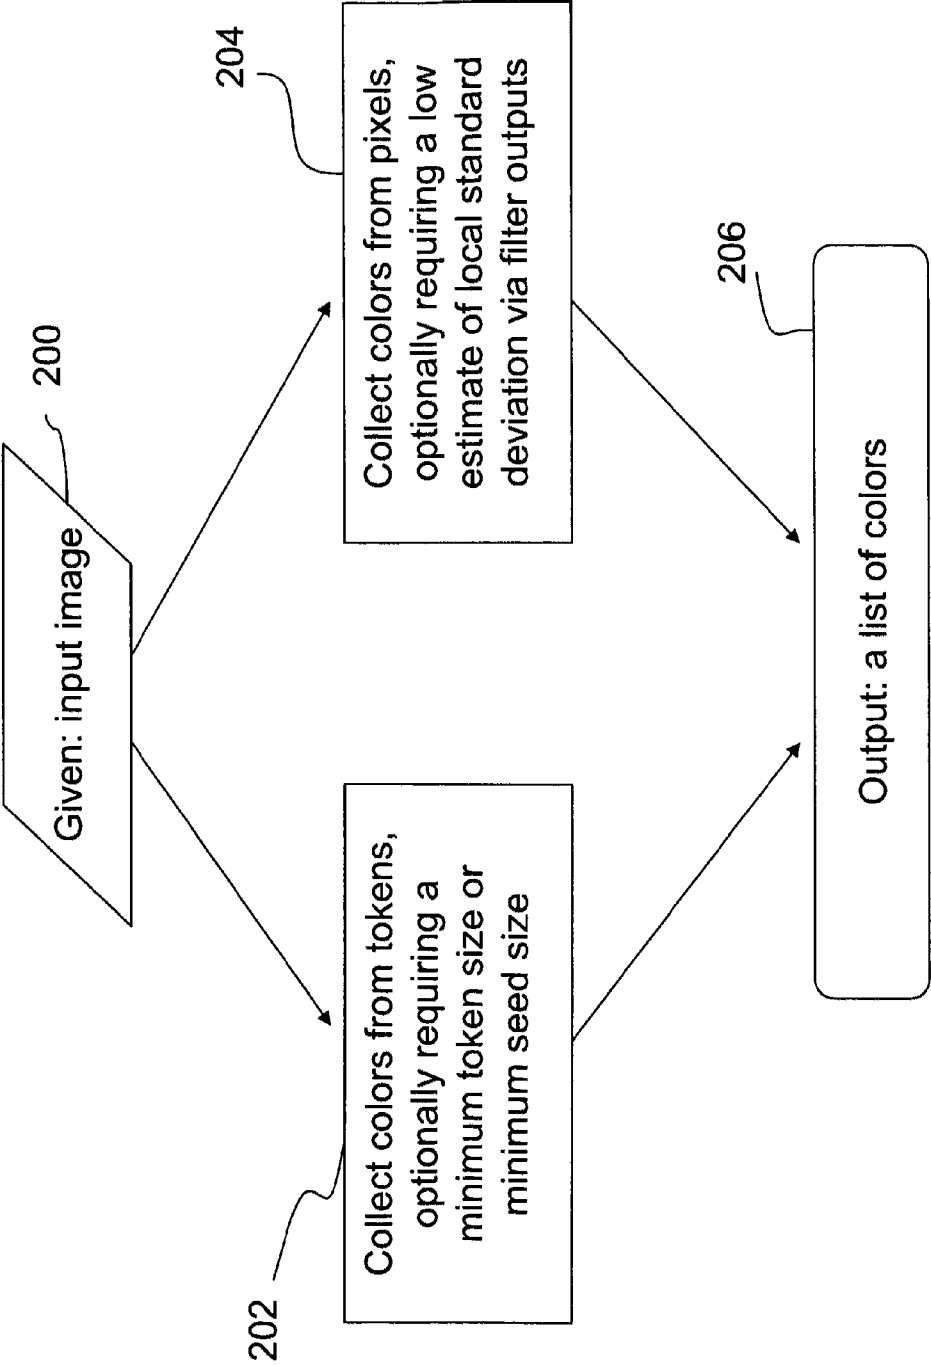 200
Given: input image
202
Collect colors from tokens,
optionally requiring a
minimum token size or
minimum seed size
204
Collect colors from pixels,
optionally requiring a low
estimate of local standard
deviation via filter outputs
206
Output: a list of colors